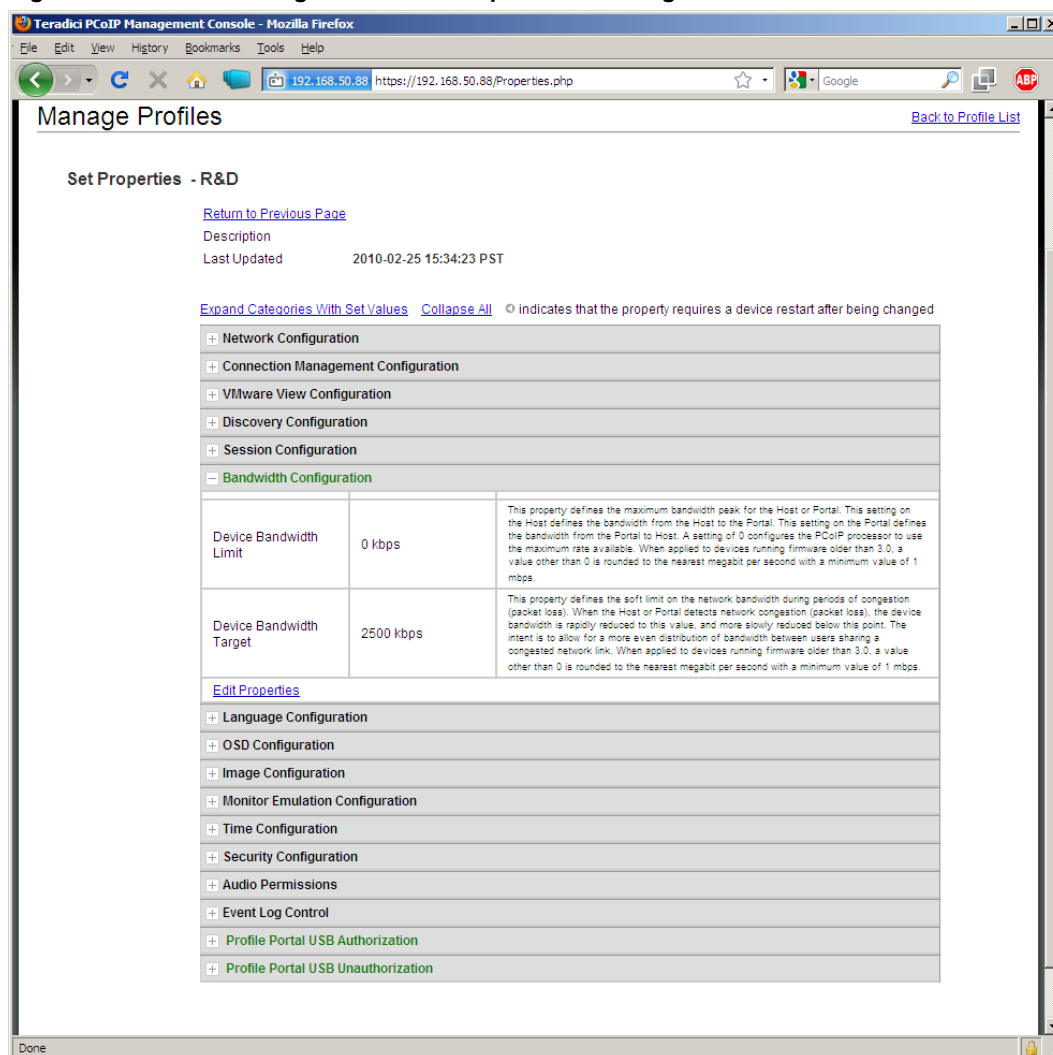 Teradici PCoIP Management Console - Mozilla Firefox
File Edit View History Bookmarks Tools Help
192.168.50.88 https://192.168.50.88/Properties.php Google ABP
Manage Profiles
Back to Profile List
Set Properties - R&D
Return to Previous Page
Description
Last Updated 2010-02-25 15:34:23 PST
Expand Categories With Set Values Collapse All indicates that the property requires a device restart after being changed
Network Configuration
Connection Management Configuration
VMware View Configuration
Discovery Configuration
Session Configuration
Bandwidth Configuration
Device Bandwidth
Limit
0 kbps
This property defines the maximum bandwidth peak for the Host or Portal. This setting on
the Host defines the bandwidth from the Host to the Portal. This setting on the Portal defines
the bandwidth from the Portal to Host. A setting of 0 configures the PCoIP processor to use
the maximum rate available. When applied to devices running firmware older than 3.0, a
value other than 0 is rounded to the nearest megabit per second with a minimum value of 1
mbps.
Device Bandwidth
Target
2500 kbps
This property defines the soft limit on the network bandwidth during periods of congestion
(packet loss). When the Host or Portal detects network congestion (packet loss), the device
bandwidth is rapidly reduced to this value, and more slowly reduced below this point. The
intent is to allow for a more even distribution of bandwidth between users sharing a
congested network link. When applied to devices running firmware older than 3.0, a value
other than 0 is rounded to the nearest megabit per second with a minimum value of 1 mbps.
Edit Properties
Language Configuration
OSD Configuration
Image Configuration
Monitor Emulation Configuration
Time Configuration
Security Configuration
Audio Permissions
Event Log Control
Profile Portal USB Authorization
Profile Portal USB Unauthorization
Done